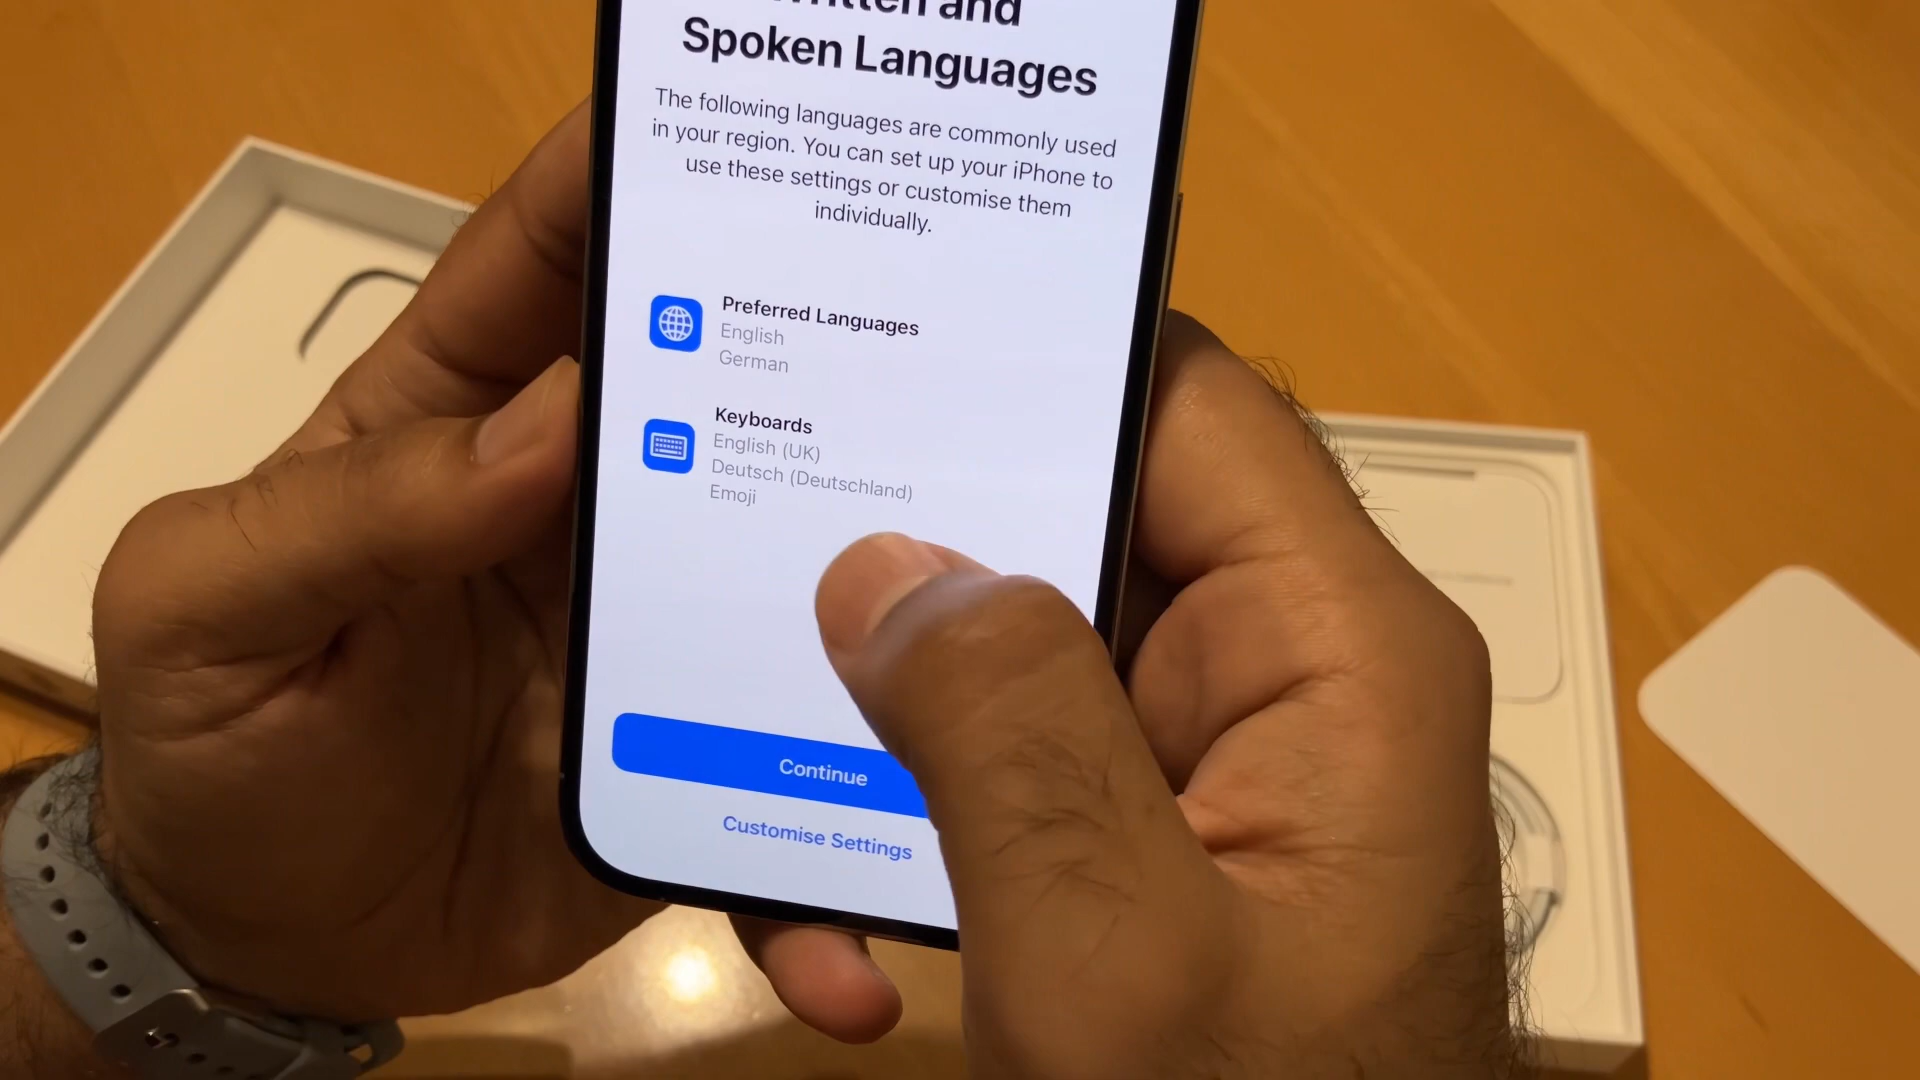 Written and
Spoken Languages
The following languages are commonly used
in your region. You can set up your iPhone to
use these settings or customise them
individually.
Preferred Languages
English
German
Keyboards
English (UK)
Deutsch (Deutschland)
Emoji
Continue
Customise Settings